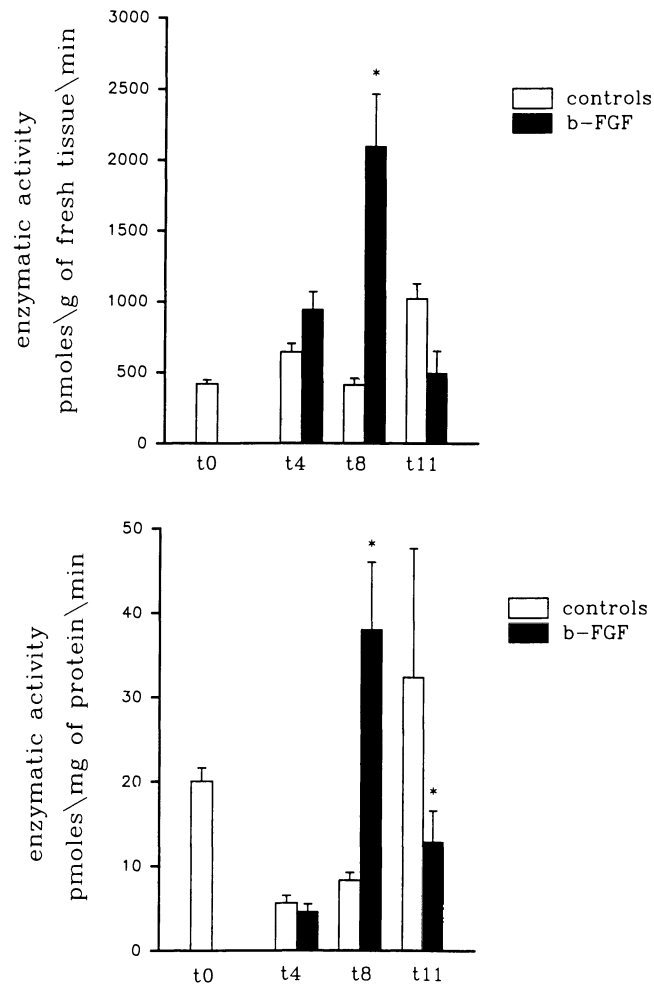 enzymatic activity
pmoles\g of fresh tissue\min
3000
2500
2000
1500
1000
500
0
*
t0
t4
t8
t11
controls
b-FGF
enzymatic activity
pmoles\mg of protein\min
50
40
30
20
10
0
*
*
t0
t4
t8
t11
controls
b-FGF